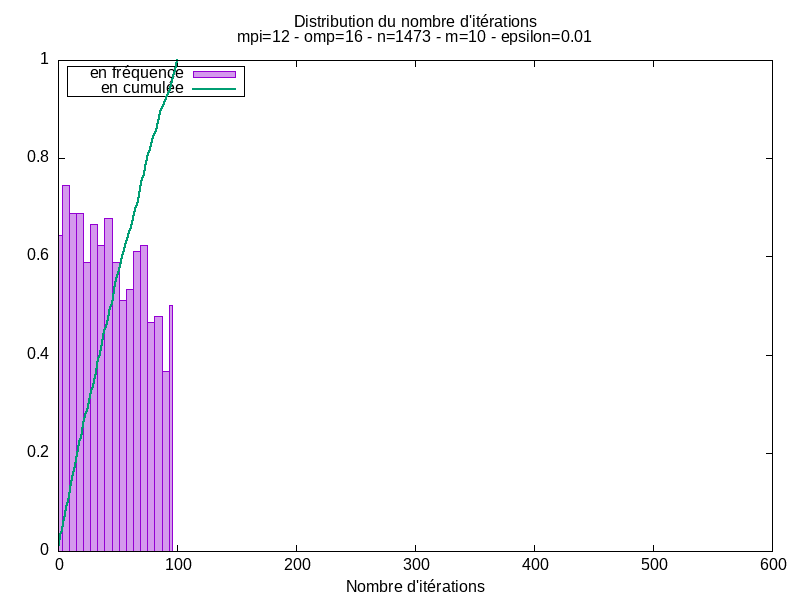 Distribution du nombre d'itérations
mpi=12 - omp=16 - n=1473 - m=10 - epsilon=0.01
en fréquence
en cumulée
1
0.8
0.6
0.4
0.2
0
0 100 200 300 400 500 600
Nombre d'itérations